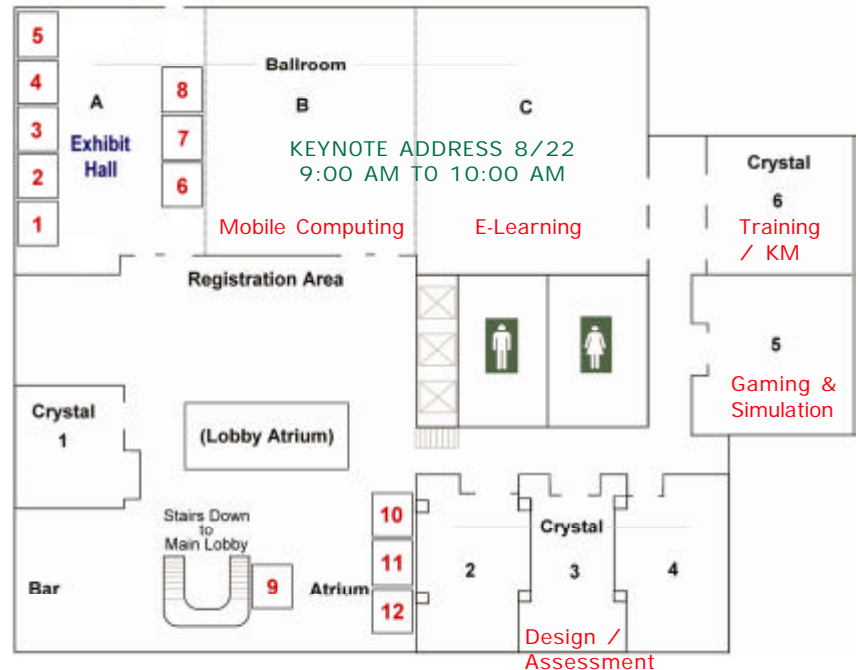 5
4
3
2
1
A
Exhibit
Hall
8
7
6
Ballroom
B
C
KEYNOTE ADDRESS 8/22
9:00 AM TO 10:00 AM
Mobile Computing
E-Learning
Crystal
6
Training
/ KM
Registration Area
5
Gaming &
Simulation
Crystal
1
(Lobby Atrium)
Stairs Down
to
Main Lobby
Bar
9
Atrium
10
11
12
Crystal
2
3
4
Design /
Assessment